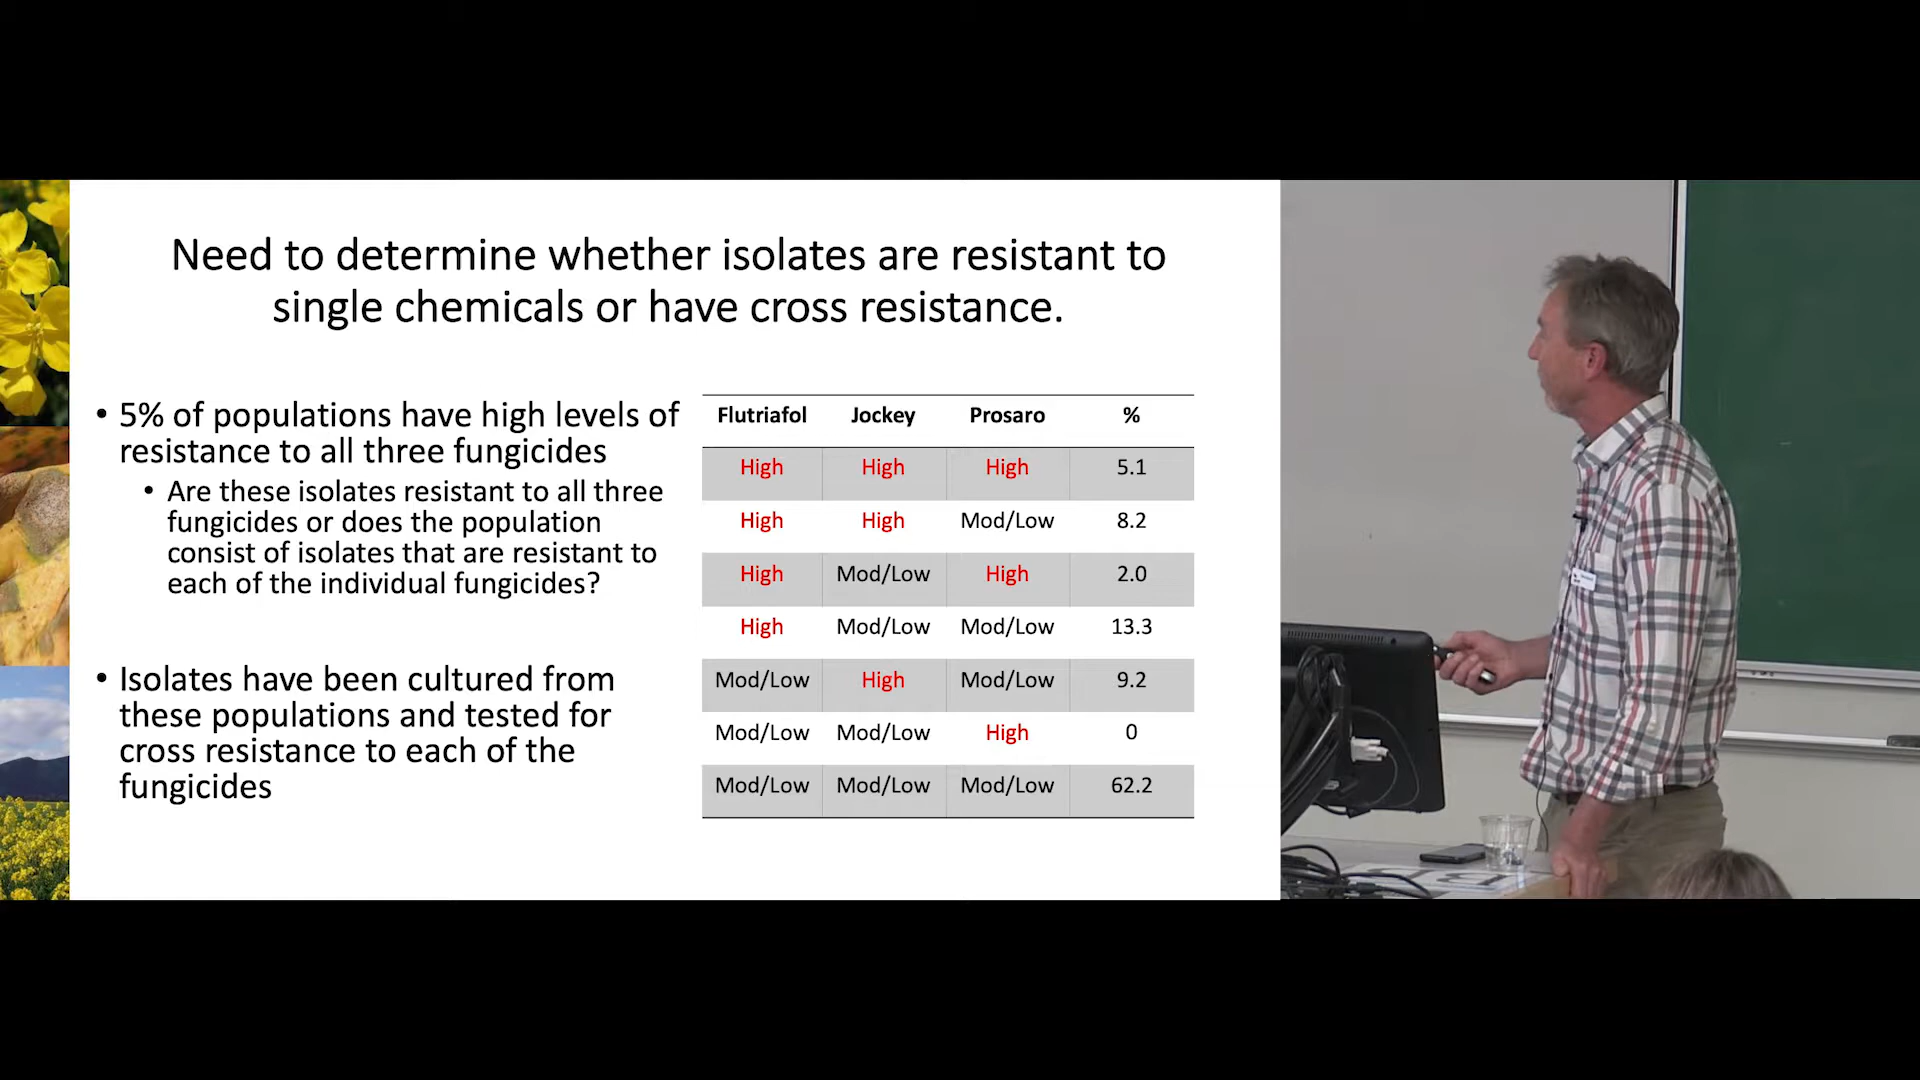 Need to determine whether isolates are resistant to
single chemicals or have cross resistance.
• 5% of populations have high levels of
resistance to all three fungicides
• Are these isolates resistant to all three
fungicides or does the population
consist of isolates that are resistant to
each of the individual fungicides?
• Isolates have been cultured from
these populations and tested for
cross resistance to each of the
fungicides
Flutriafol Jockey Prosaro %
High High High 5.1
High High Mod/Low 8.2
High Mod/Low High 2.0
High Mod/Low Mod/Low 13.3
Mod/Low High Mod/Low 9.2
Mod/Low Mod/Low High 0
Mod/Low Mod/Low Mod/Low 62.2